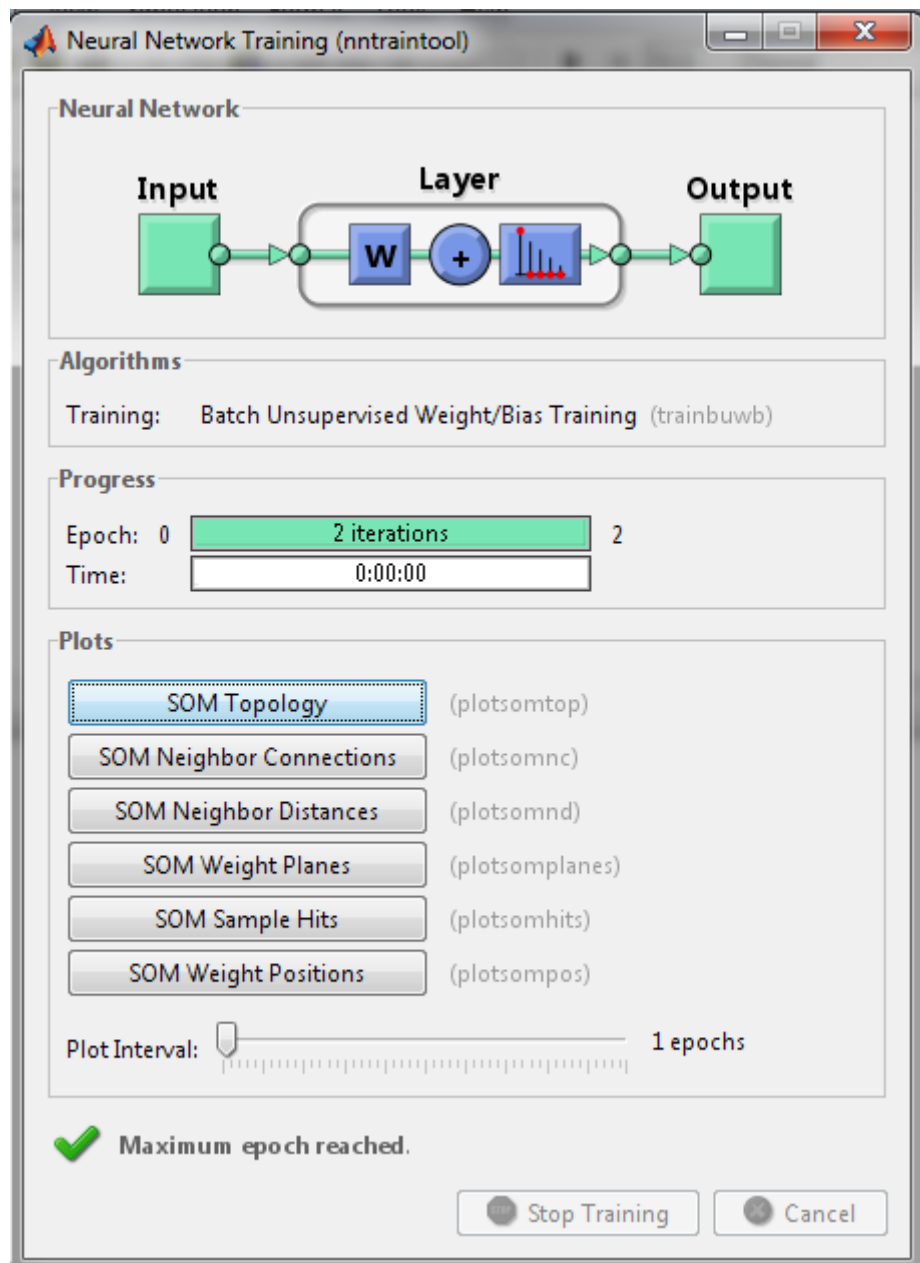 Neural Network Training (nntraintool)
Neural Network
Input
Layer
Output
W
+
Algorithms
Training: Batch Unsupervised Weight/Bias Training (trainbuwb)
Progress
Epoch: 0 2 iterations 2
Time: 0:00:00
Plots
SOM Topology (plotsomtop)
SOM Neighbor Connections (plotsomnc)
SOM Neighbor Distances (plotsomnd)
SOM Weight Planes (plotsomplanes)
SOM Sample Hits (plotsomhits)
SOM Weight Positions (plotsompos)
Plot Interval: 1 epochs
Maximum epoch reached.
Stop Training Cancel